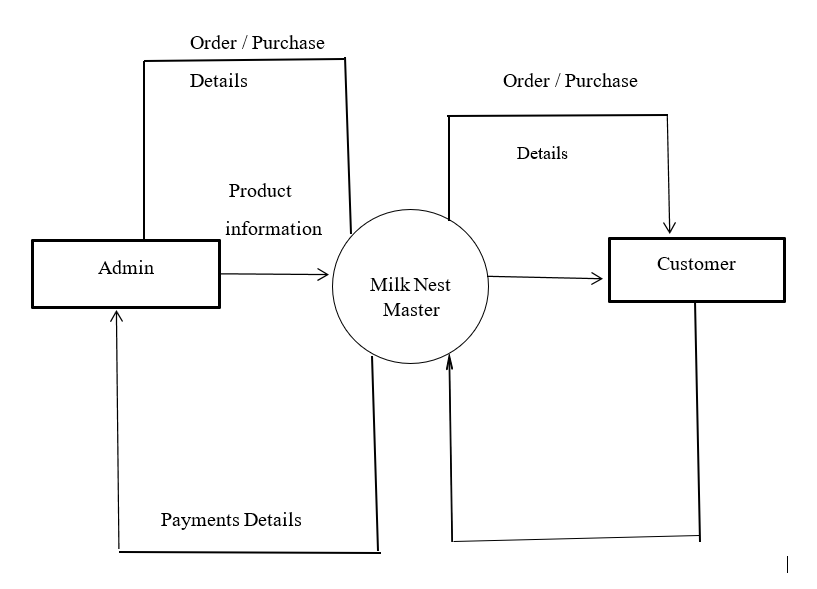 Order / Purchase
Details
Order / Purchase
Details
Product
information
Admin
Milk Nest
Master
Customer
Payments Details